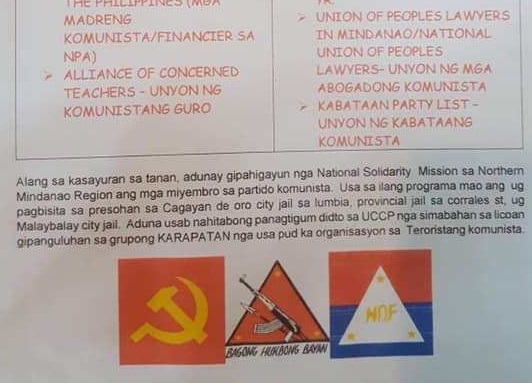 THE PHILIPPINES (MGA
MADRENG
KOMUNISTA/FINANCIER SA
NPA)
➢ ALLIANCE OF CONCERNED
TEACHERS - UNYON NG
KOMUNISTANG GURO
➢ UNION OF PEOPLES LAWYERS
IN MINDANAO/NATIONAL
UNION OF PEOPLES
LAWYERS- UNYON NG MGA
ABOGADONG KOMUNISTA
➢ KABATAAN PARTY LIST -
UNYON NG KABATAANG
KOMUNISTA
Alang sa kasayuran sa tanan, adunay gipahigayun nga National Solidarity Mission sa Northern
Mindanao Region ang mga miyembro sa partido komunista. Usa sa ilang programa mao ang ug
pagbisita sa presohan sa Cagayan de oro city jail sa lumbia, provincial jail sa corrales st, ug
Malaybalay city jail. Aduna usab nahitabong panagtigum didto sa UCCP nga simbahan sa licoan
gipanguluhan sa grupong KARAPATAN nga usa pud ka organisasyon sa Teroristang komunista.
BAGONG HUKBONG BAYAN
NDF